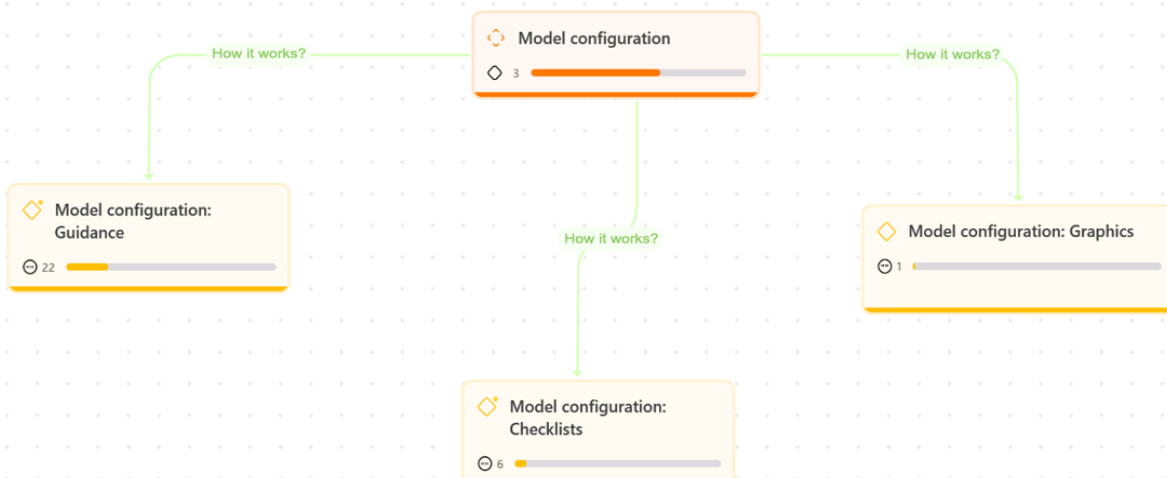 Model configuration
3
How it works?
How it works?
Model configuration:
Guidance
22
How it works?
Model configuration: Graphics
1
Model configuration:
Checklists
6